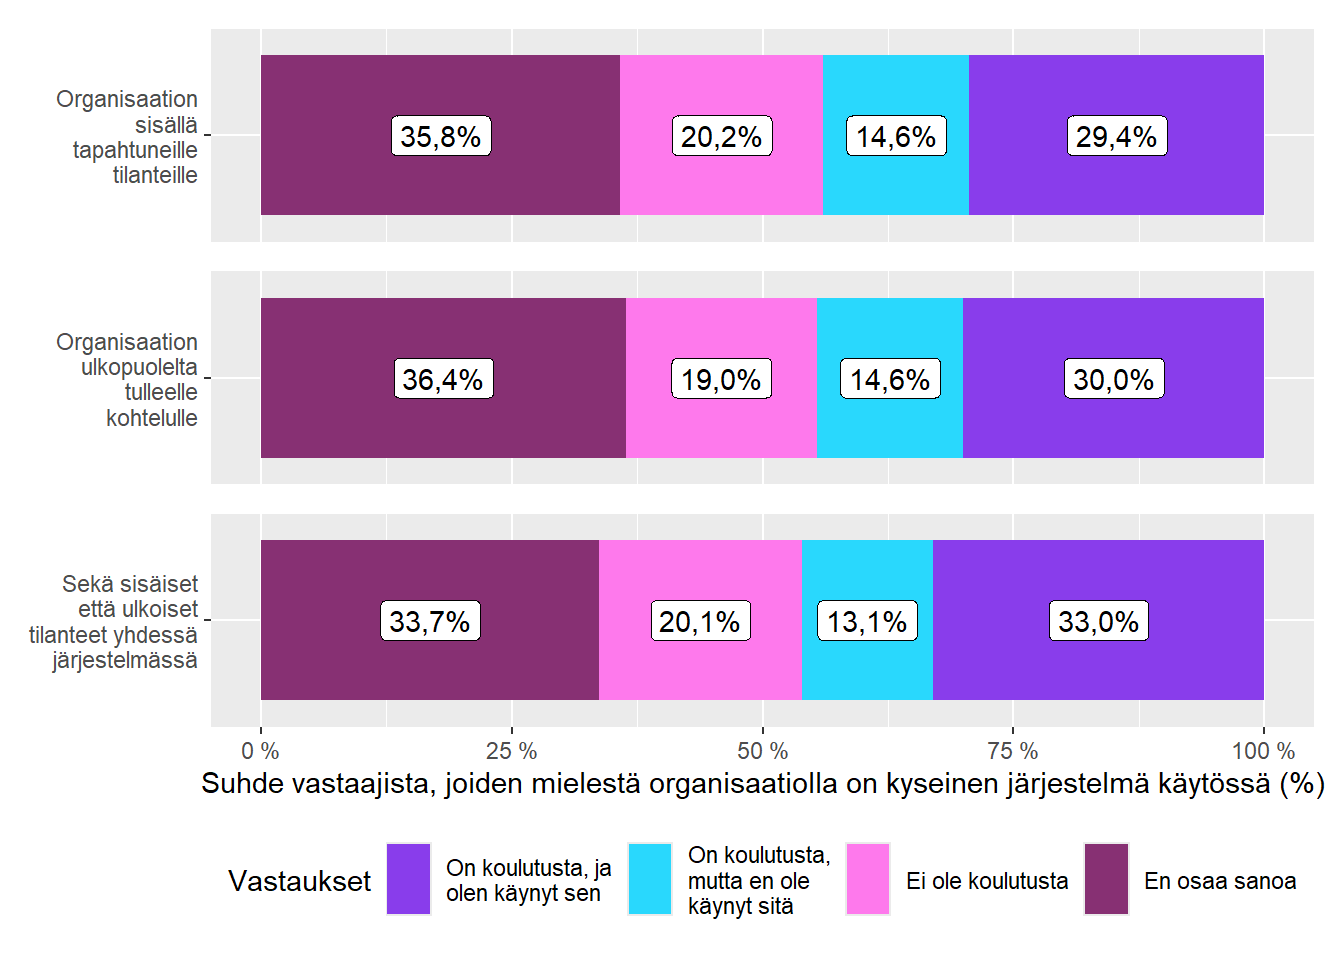 Organisaation
sisällä
tapahtuneille
tilanteille
35,8%
20,2%
14,6%
29,4%
Organisaation
ulkopuolelta
tulleelle
kohtelulle
36,4%
19,0%
14,6%
30,0%
Sekä sisäiset
että ulkoiset
tilanteet yhdessä
järjestelmässä
33,7%
20,1%
13,1%
33,0%
0 %
25 %
50 %
75 %
100 %
Suhde vastaajista, joiden mielestä organisaatiolla on kyseinen järjestelmä käytössä (%)
Vastaukset
On koulutusta, ja
olen käynyt sen
On koulutusta,
mutta en ole
käynyt sitä
Ei ole koulutusta
En osaa sanoa